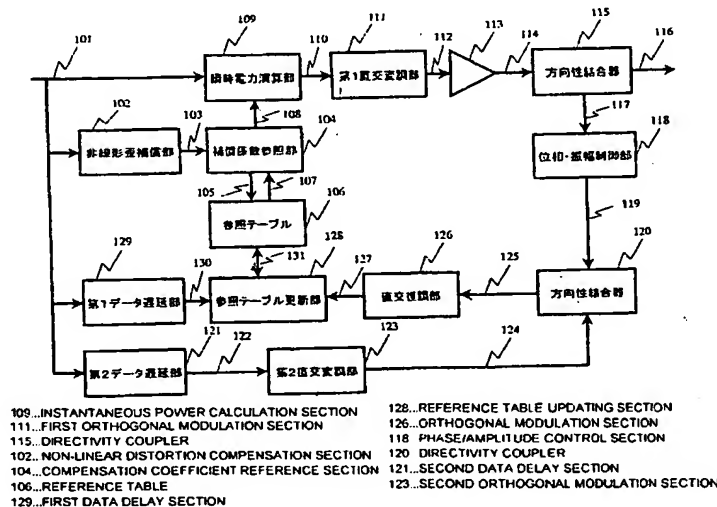 109
111
113
115
101
110
112
114
116
瞬時電力演算部
第1直交変調部
方向性結合器
102
103
108
104
117
118
非線形歪補償部
補償係数参照部
位相・振幅制御部
105
107
106
119
参照テーブル
129
128
126
120
130
131
127
125
第1データ遅延部
参照テーブル更新部
直交復調部
方向性結合器
121
122
123
124
第2データ遅延部
第2直交変調部
109...INSTANTANEOUS POWER CALCULATION SECTION
111...FIRST ORTHOGONAL MODULATION SECTION
115...DIRECTIVITY COUPLER
102...NON-LINEAR DISTORTION COMPENSATION SECTION
104...COMPENSATION COEFFICIENT REFERENCE SECTION
106...REFERENCE TABLE
129...FIRST DATA DELAY SECTION
128...REFERENCE TABLE UPDATING SECTION
126...ORTHOGONAL MODULATION SECTION
118 PHASE/AMPLITUDE CONTROL SECTION
120 DIRECTIVITY COUPLER
121...SECOND DATA DELAY SECTION
123...SECOND ORTHOGONAL MODULATION SECTION